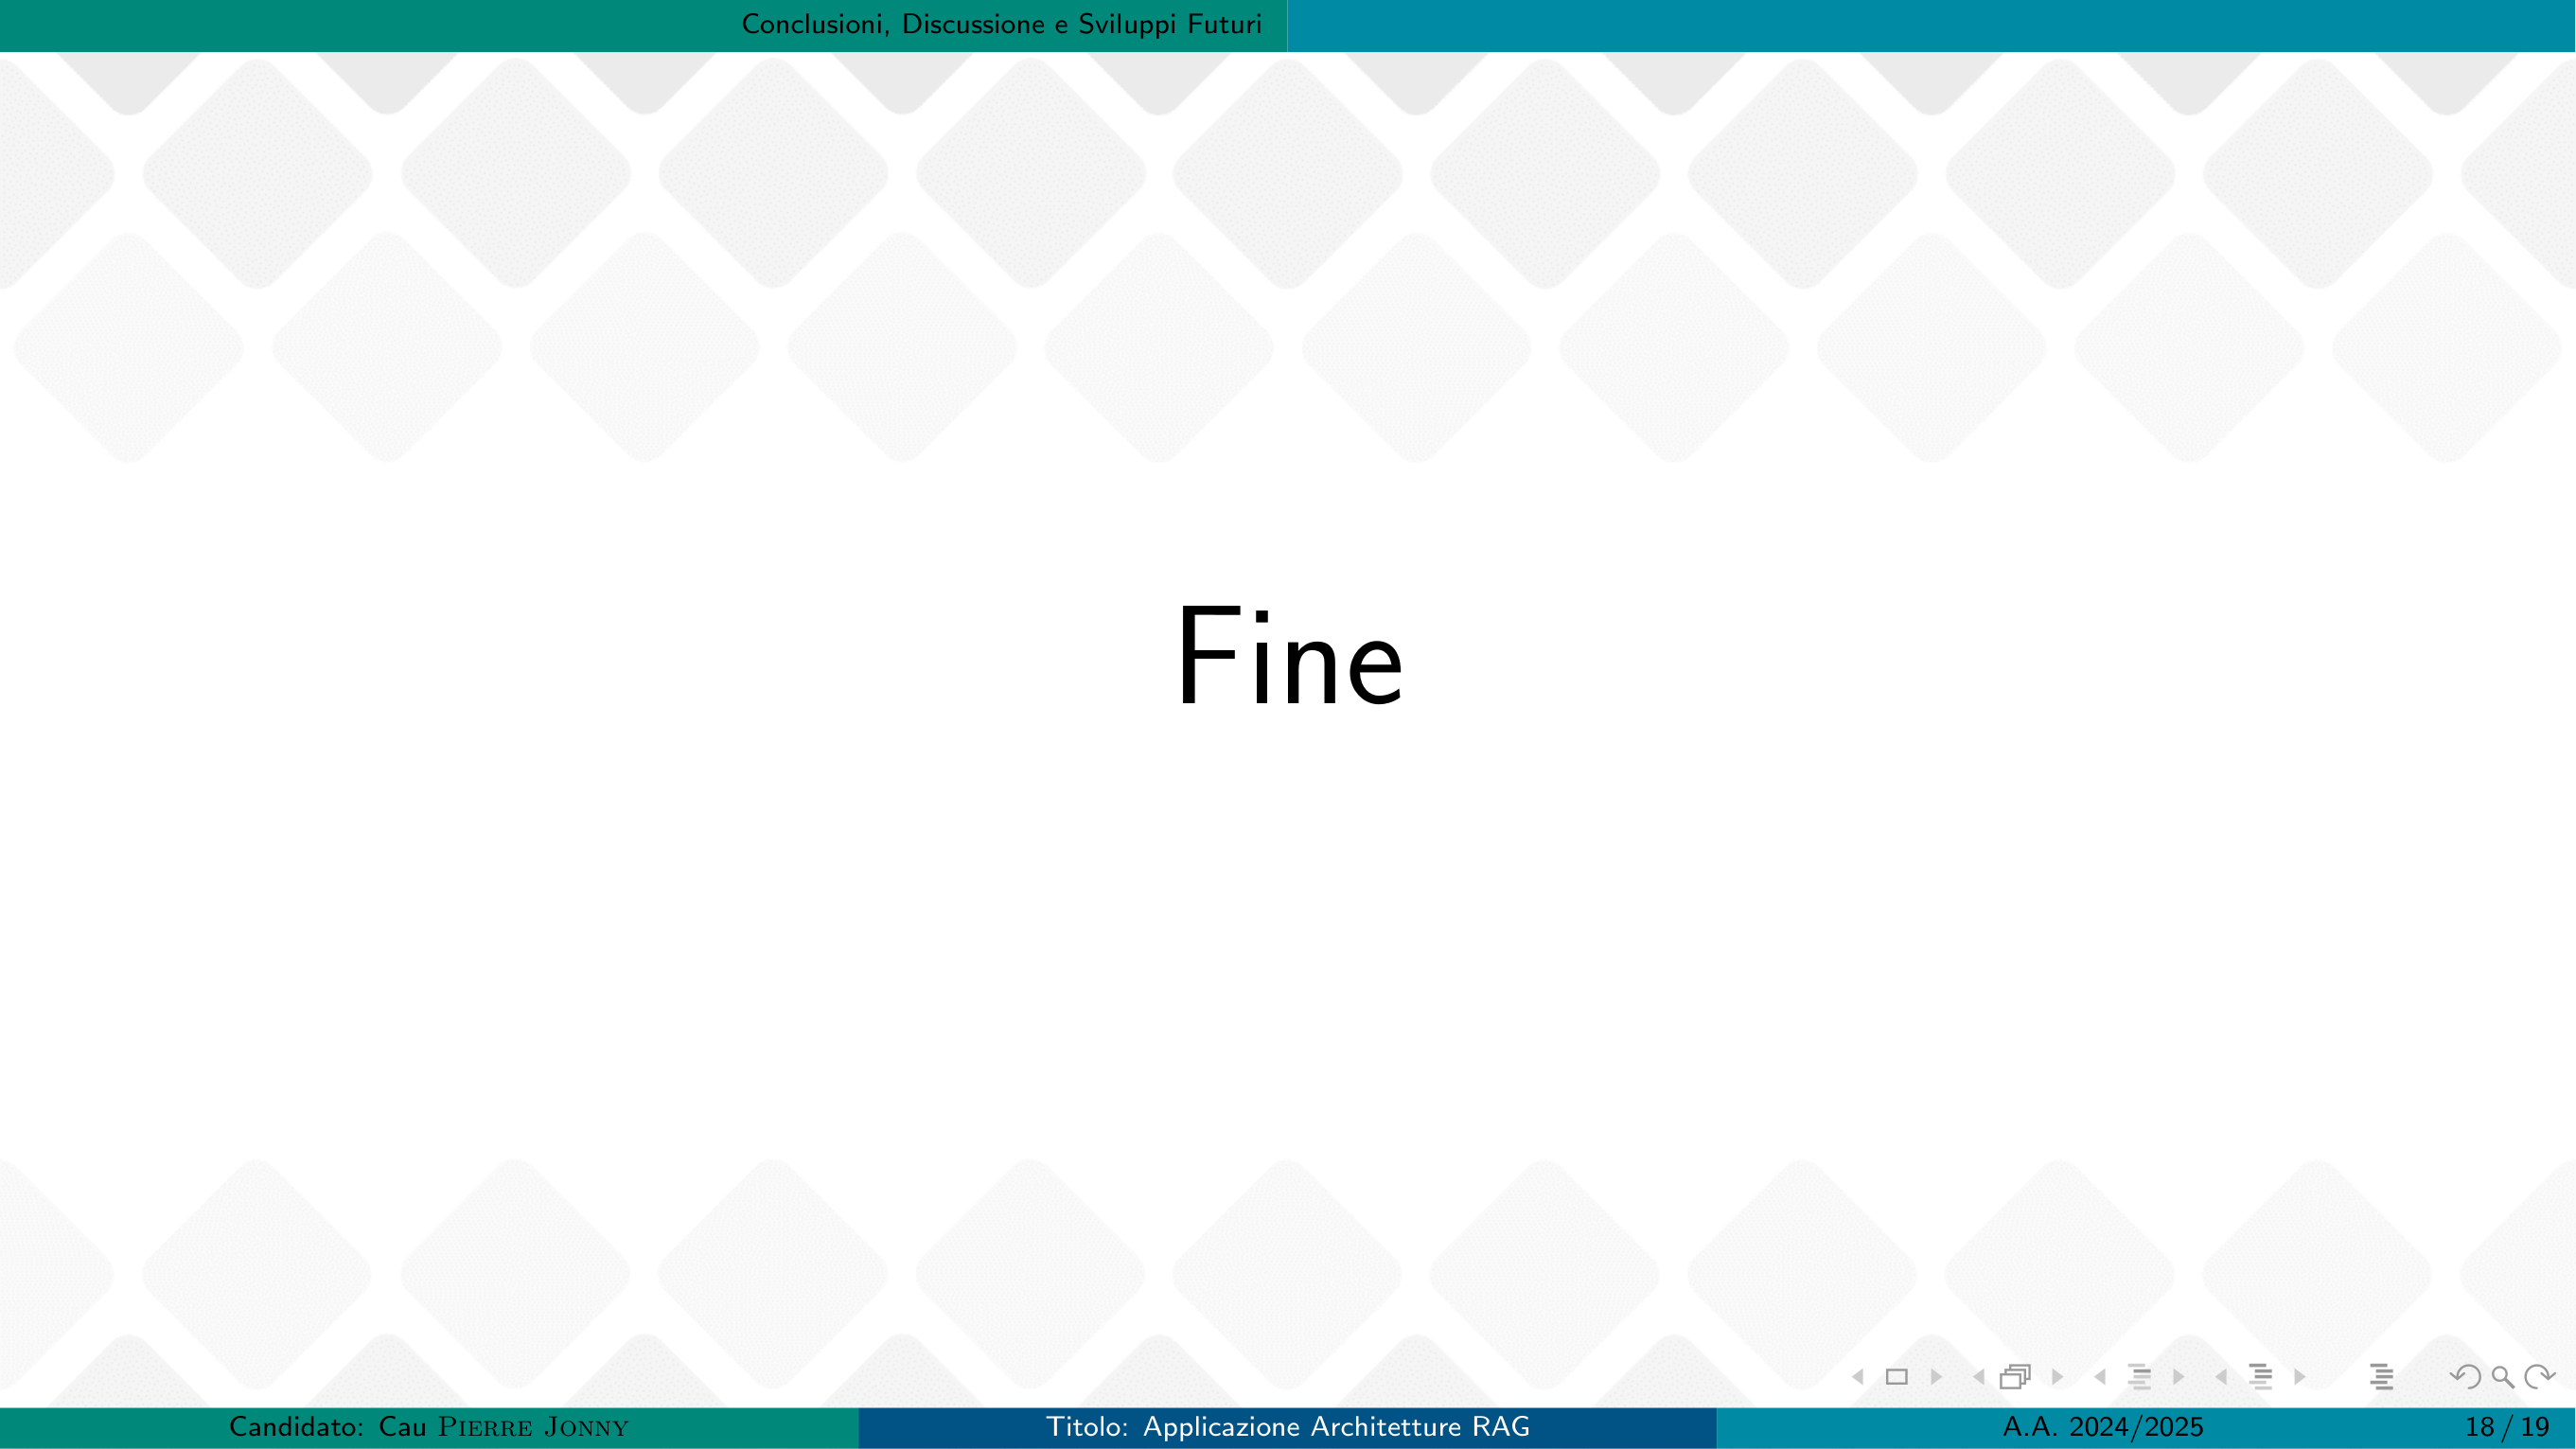 Conclusioni, Discussione e Sviluppi Futuri
Fine
Candidato: Cau Pierre Jonny
Titolo: Applicazione Architetture RAG
A.A. 2024/2025
18 / 19